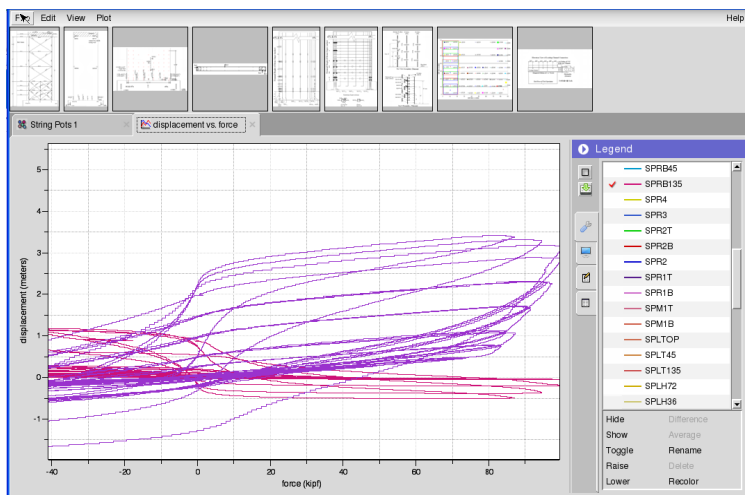 File Edit View Plot Help
String Pots 1
displacement vs. force
Legend
SPRB45
SPRB135
SPR4
SPR3
SPR2T
SPR2B
SPR2
SPR1T
SPR1B
SPM1T
SPM1B
SPLTOP
SPLT45
SPLT135
SPLH72
SPLH36
Hide Difference
Show Average
Toggle Rename
Raise Delete
Lower Recolor
displacement (meters)
5
4
3
2
1
0
-1
-40 -20 0 20 40 60 80
force (kipf)